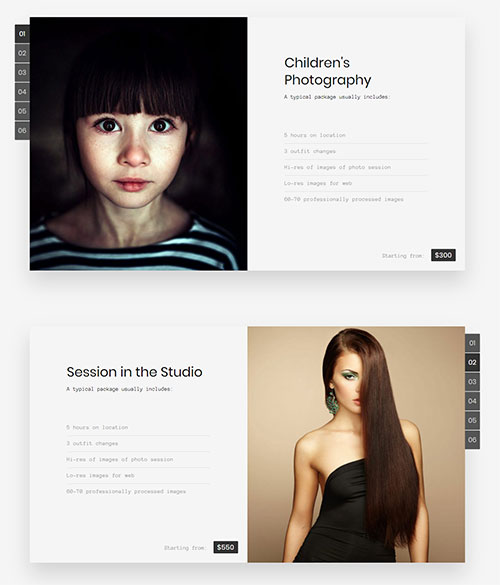 01
02
03
04
05
06
Children's
Photography
A typical package usually includes:
5 hours on location
3 outfit changes
Hi-res of images of photo session
Lo-res images for web
60-70 professionally processed images
Starting from: $300
Session in the Studio
A typical package usually includes:
5 hours on location
3 outfit changes
Hi-res of images of photo session
Lo-res images for web
60-70 professionally processed images
Starting from: $550
01
02
03
04
05
06